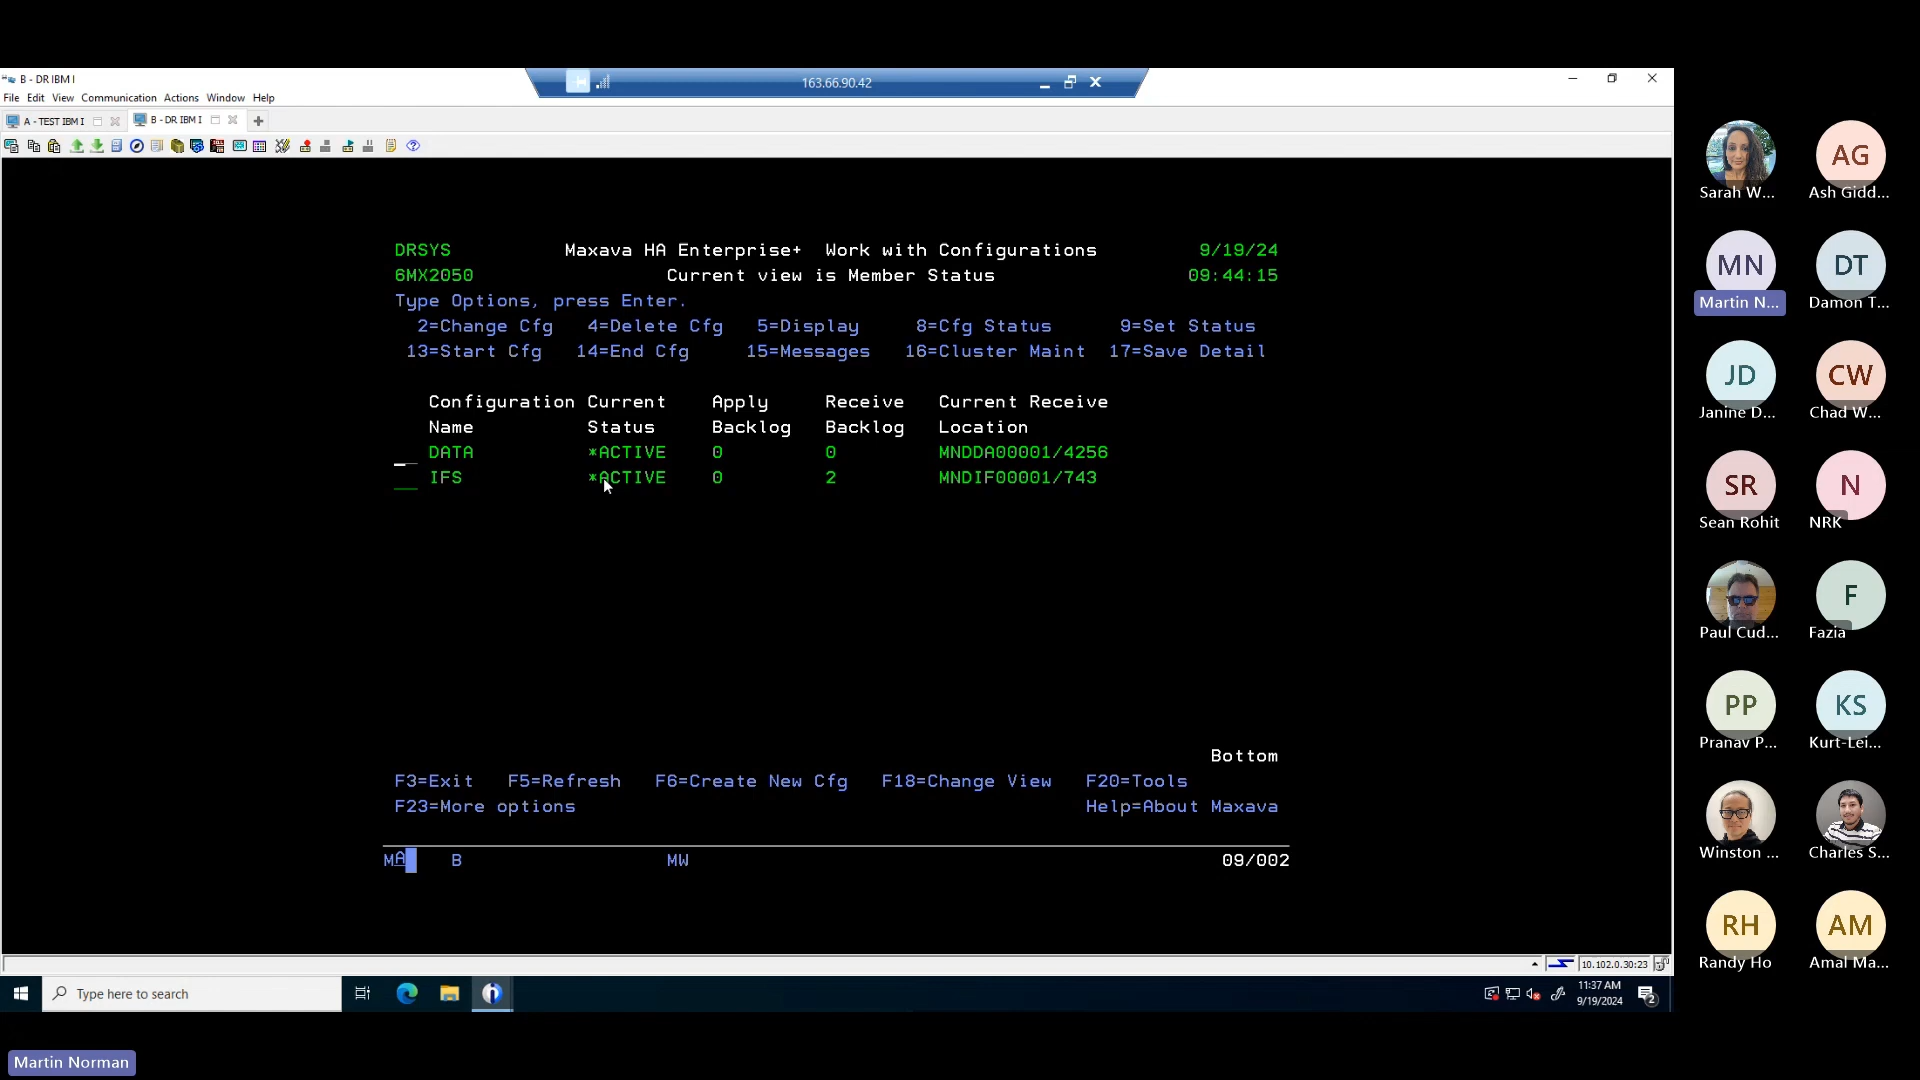 B - DR IBM I
163.66.90.42
File Edit View Communication Actions Window Help
A - TEST IBM I
B - DR IBM I
DRSYS Maxava HA Enterprise+ Work with Configurations 9/19/24
6MX2050 Current view is Member Status 09:44:15
Type Options, press Enter.
2=Change Cfg 4=Delete Cfg 5=Display 8=Cfg Status 9=Set Status
13=Start Cfg 14=End Cfg 15=Messages 16=Cluster Maint 17=Save Detail
Configuration Current Apply Receive Current Receive
Name Status Backlog Backlog Location
DATA *ACTIVE 0 0 MNDDA00001/4256
IFS *ACTIVE 0 2 MNDIF00001/743
Bottom
F3=Exit F5=Refresh F6=Create New Cfg F18=Change View F20=Tools
F23=More options Help=About Maxava
MA B MW 09/002
10.102.0.30:23
Type here to search
11:37 AM
9/19/2024
2
Sarah W...
AG
Ash Gidd...
MN
Martin N...
DT
Damon T...
JD
Janine D...
CW
Chad W...
SR
Sean Rohit
N
NRK
Paul Cud...
F
Fazia
PP
Pranav P...
KS
Kurt-Lei...
Winston ...
Charles S...
RH
Randy Ho
AM
Amal Ma...
Martin Norman